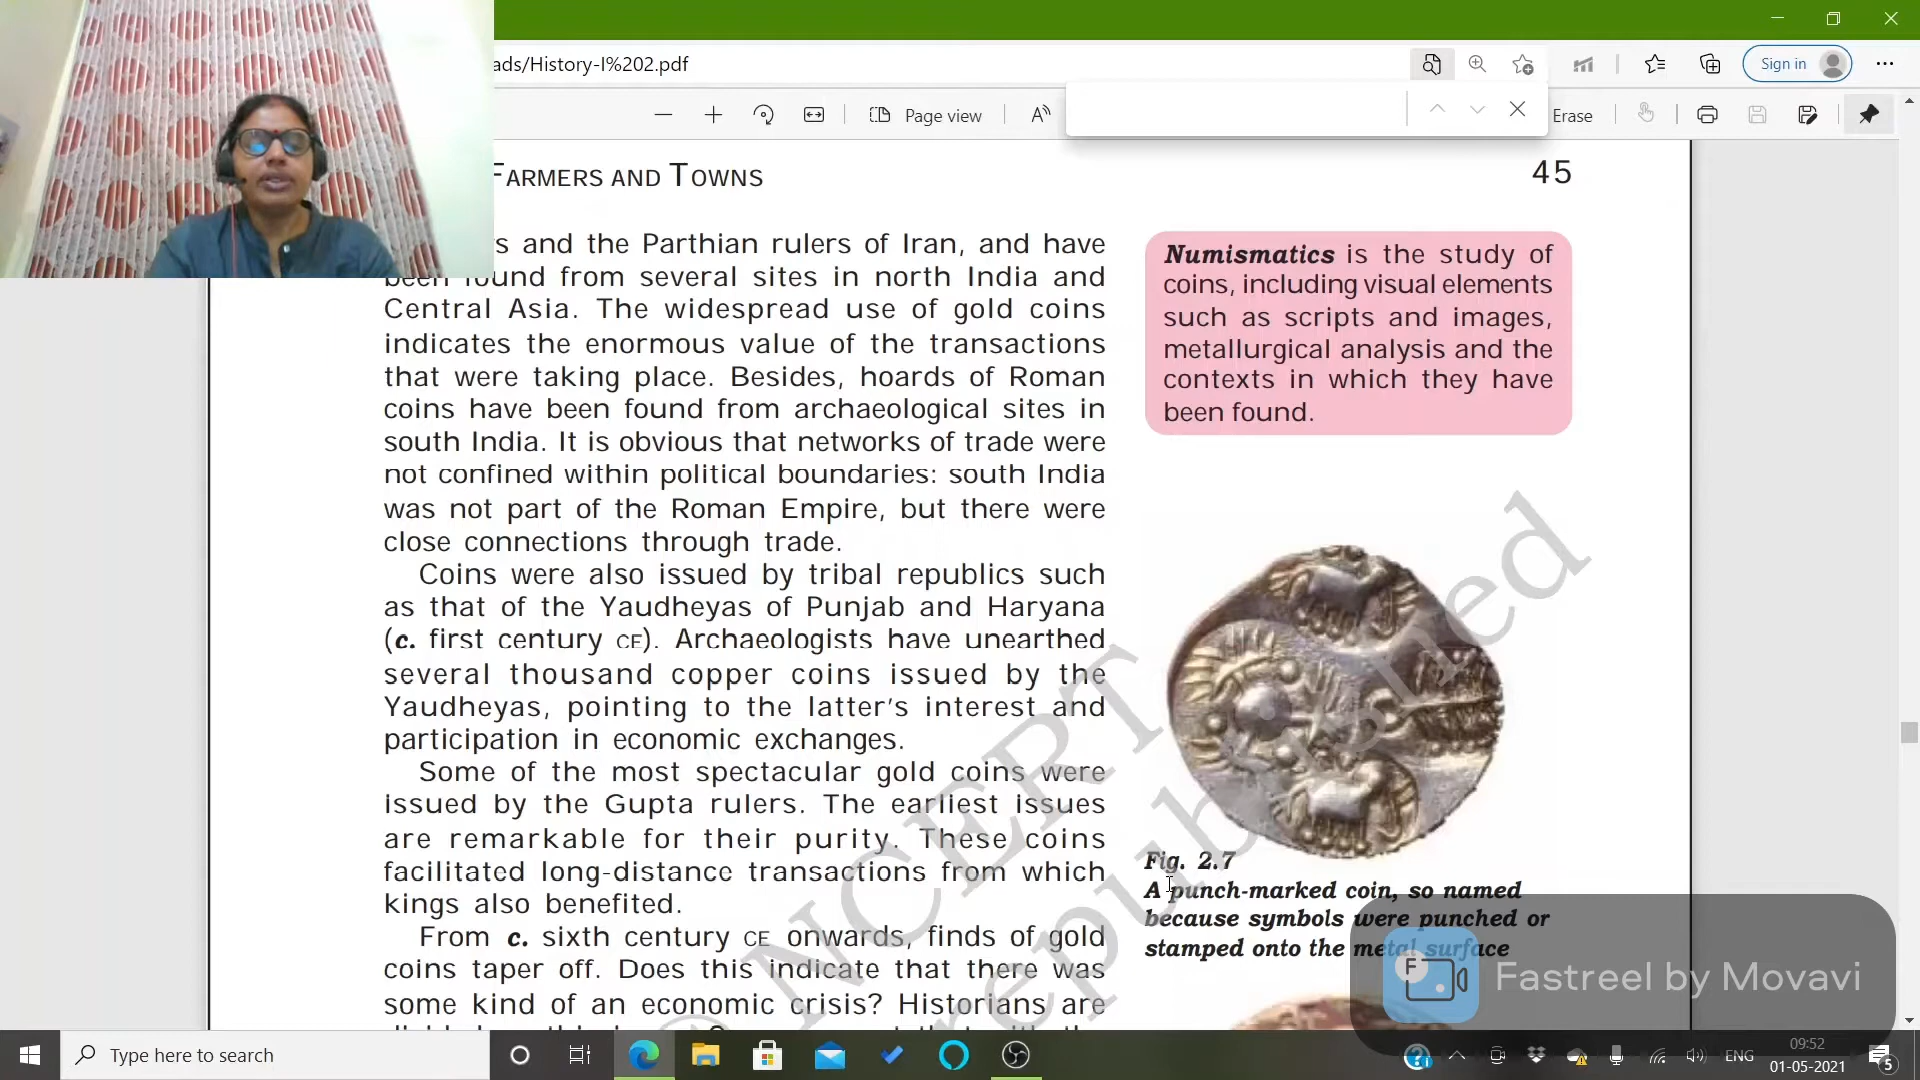 ads/History-I%202.pdf
Sign in
Page view
A
Erase
FARMERS AND TOWNS
45
s and the Parthian rulers of Iran, and have
been found from several sites in north India and
Central Asia. The widespread use of gold coins
indicates the enormous value of the transactions
that were taking place. Besides, hoards of Roman
coins have been found from archaeological sites in
south India. It is obvious that networks of trade were
not confined within political boundaries: south India
was not part of the Roman Empire, but there were
close connections through trade.
Coins were also issued by tribal republics such
as that of the Yaudheyas of Punjab and Haryana
(c. first century CE). Archaeologists have unearthed
several thousand copper coins issued by the
Yaudheyas, pointing to the latter's interest and
participation in economic exchanges.
Some of the most spectacular gold coins were
issued by the Gupta rulers. The earliest issues
are remarkable for their purity. These coins
facilitated long-distance transactions from which
kings also benefited.
From c. sixth century CE onwards, finds of gold
coins taper off. Does this indicate that there was
some kind of an economic crisis? Historians are
Numismatics is the study of
coins, including visual elements
such as scripts and images,
metallurgical analysis and the
contexts in which they have
been found.
Fig. 2.7
A punch-marked coin, so named
because symbols were punched or
stamped onto the metal surface
© NCERT
republished
Fastreel by Movavi
Type here to search
ENG
09:52
01-05-2021
5